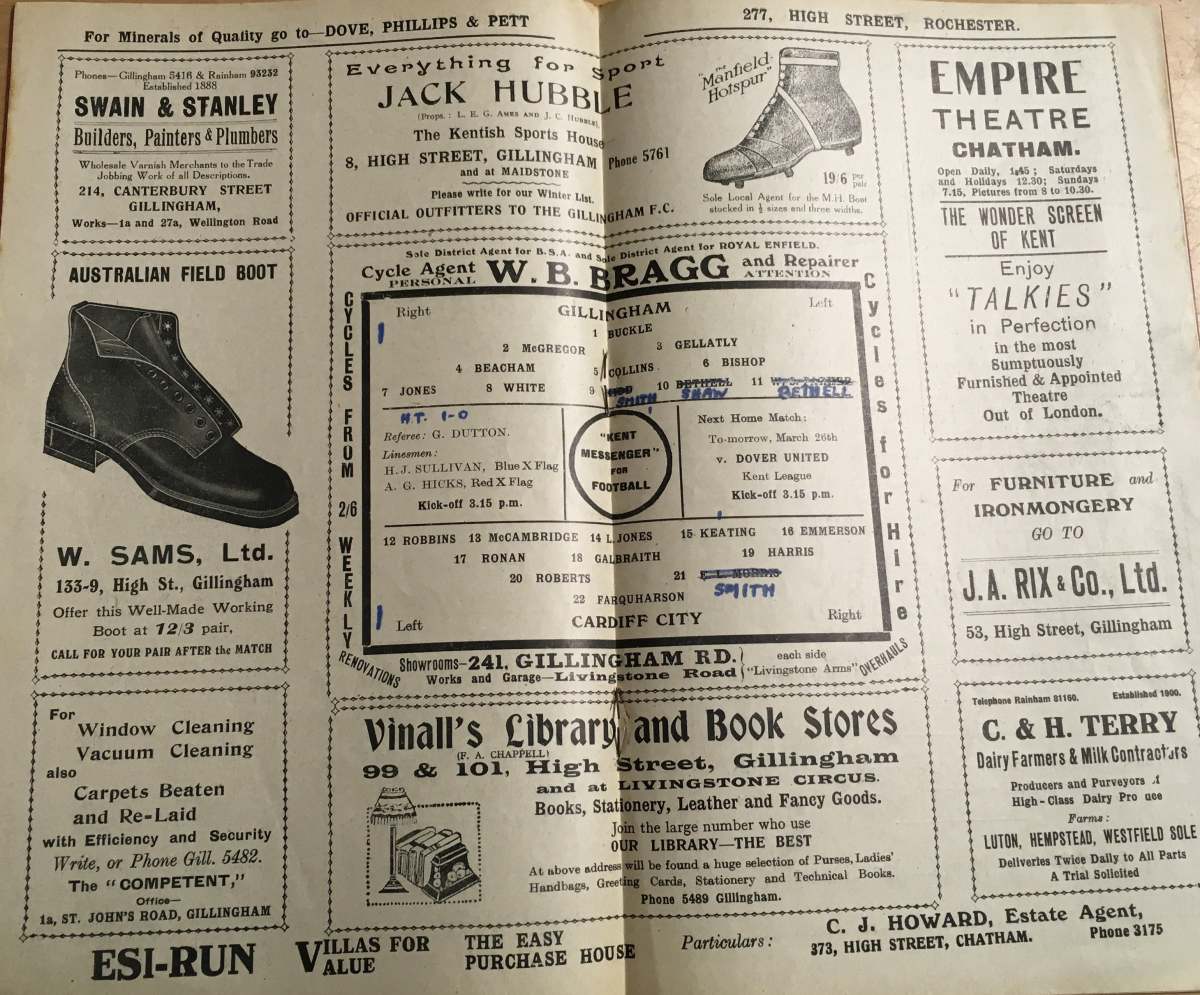 For Minerals of Quality go to—DOVE, PHILLIPS & PETT
277, HIGH STREET, ROCHESTER.
Phones—Gillingham 5416 & Rainham 93252
Established 1888
SWAIN & STANLEY
Builders, Painters & Plumbers
Wholesale Varnish Merchants to the Trade
Jobbing Work of all Descriptions.
214, CANTERBURY STREET
GILLINGHAM,
Works—1a and 27a, Wellington Road
AUSTRALIAN FIELD BOOT
W. SAMS, Ltd.
133-9, High St., Gillingham
Offer this Well-Made Working
Boot at 12/3 pair,
CALL FOR YOUR PAIR AFTER the MATCH
For
Window Cleaning
Vacuum Cleaning
also
Carpets Beaten
and Re-Laid
with Efficiency and Security
Write, or Phone Gill. 5482.
The "COMPETENT,"
Office—
1a, ST. JOHN'S ROAD, GILLINGHAM
Everything for Sport
JACK HUBBLE
(Props.: L. E. G. AMES AND J. C. HUBBLE),
The Kentish Sports House
8, HIGH STREET, GILLINGHAM Phone 5761
and at MAIDSTONE
Please write for our Winter List.
OFFICIAL OUTFITTERS TO THE GILLINGHAM F.C.
"THE
Manfield
Hotspur"
19/6 per pair
Sole Local Agent for the M.H. Boot
stocked in ½ sizes and three widths.
Sole District Agent for B.S.A. and Sole District Agent for ROYAL ENFIELD.
Cycle Agent W. B. BRAGG and Repairer
PERSONAL ATTENTION
CYCLES FROM 2/6 WEEKLY
Cycles for Hire
Right GILLINGHAM Left
1
1 BUCKLE
2 McGREGOR 3 GELLATLY
4 BEACHAM 5 COLLINS 6 BISHOP
7 JONES 8 WHITE 9 10 BETHELL 11
SMITH SHAW BETHELL
H.T. 1-0
Referee: G. DUTTON.
Linesmen:
H. J. SULLIVAN, Blue X Flag
A. G. HICKS, Red X Flag
Kick-off 3.15 p.m.
"KENT
MESSENGER"
FOR
FOOTBALL
Next Home Match:
To-morrow, March 26th
v. DOVER UNITED
Kent League
Kick-off 3.15 p.m.
12 ROBBINS 13 McCAMBRIDGE 14 L. JONES 15 KEATING 16 EMMERSON
17 RONAN 18 GALBRAITH 19 HARRIS
20 ROBERTS 21 E. L. MORRIS
SMITH
22 FARQUHARSON
1
Left CARDIFF CITY Right
RENOVATIONS
Showrooms—241, GILLINGHAM RD.
Works and Garage—Livingstone Road
each side
"Livingstone Arms"
OVERHAULS
Vinall's Library and Book Stores
(F. A. CHAPPELL)
99 & 101, High Street, Gillingham
and at LIVINGSTONE CIRCUS.
Books, Stationery, Leather and Fancy Goods.
Join the large number who use
OUR LIBRARY—THE BEST
At above address will be found a huge selection of Purses, Ladies'
Handbags, Greeting Cards, Stationery and Technical Books.
Phone 5489 Gillingham.
EMPIRE
THEATRE
CHATHAM.
Open Daily, 1.45; Saturdays
and Holidays 12.30; Sundays
7.15, Pictures from 8 to 10.30.
THE WONDER SCREEN
OF KENT
Enjoy
"TALKIES"
in Perfection
in the most
Sumptuously
Furnished & Appointed
Theatre
Out of London.
For FURNITURE and
IRONMONGERY
GO TO
J. A. RIX & Co., Ltd.
53, High Street, Gillingham
Telephone Rainham 81160. Established 1900.
C. & H. TERRY
Dairy Farmers & Milk Contractors
Producers and Purveyors of
High-Class Dairy Produce
Farms:
LUTON, HEMPSTEAD, WESTFIELD SOLE
Deliveries Twice Daily to All Parts
A Trial Solicited
ESI-RUN VILLAS FOR VALUE THE EASY PURCHASE HOUSE
Particulars: C. J. HOWARD, Estate Agent,
373, HIGH STREET, CHATHAM. Phone 3175